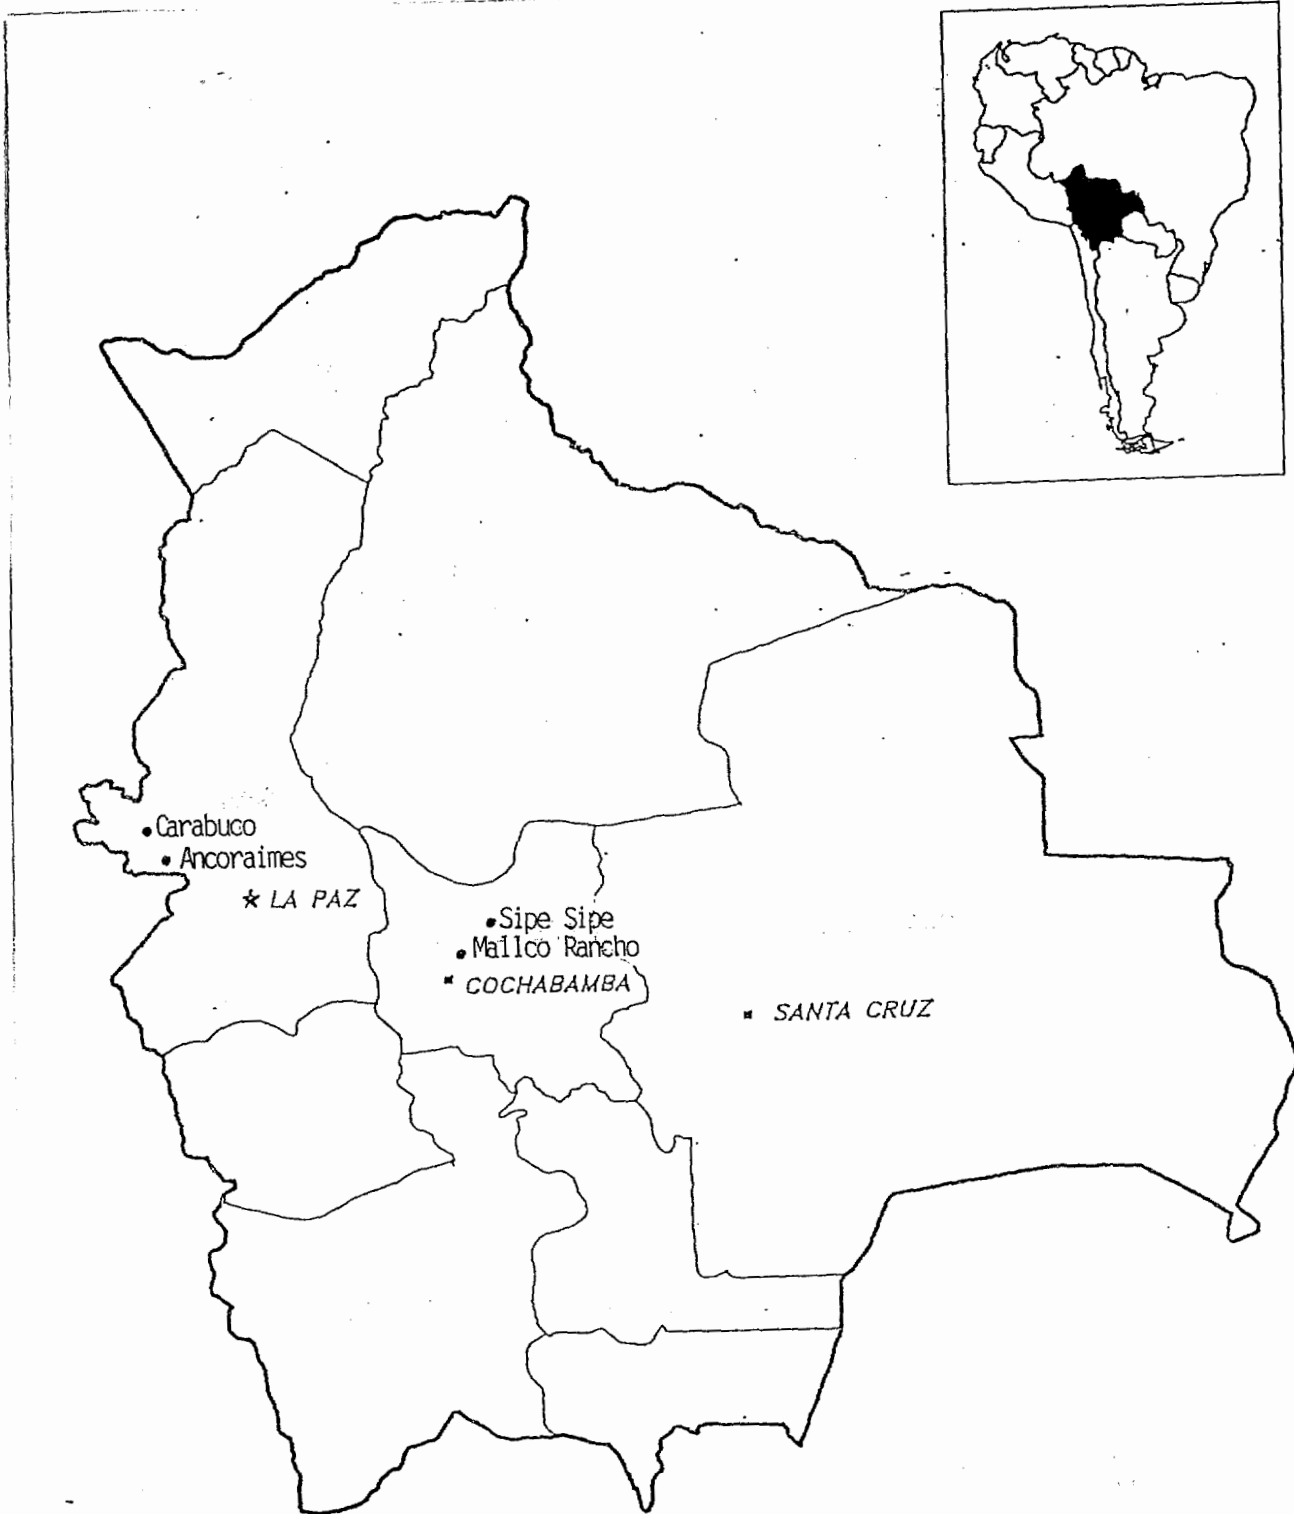 Carabuco
Ancoraimes
LA PAZ
Sipe Sipe
Mallco Rancho
COCHABAMBA
SANTA CRUZ